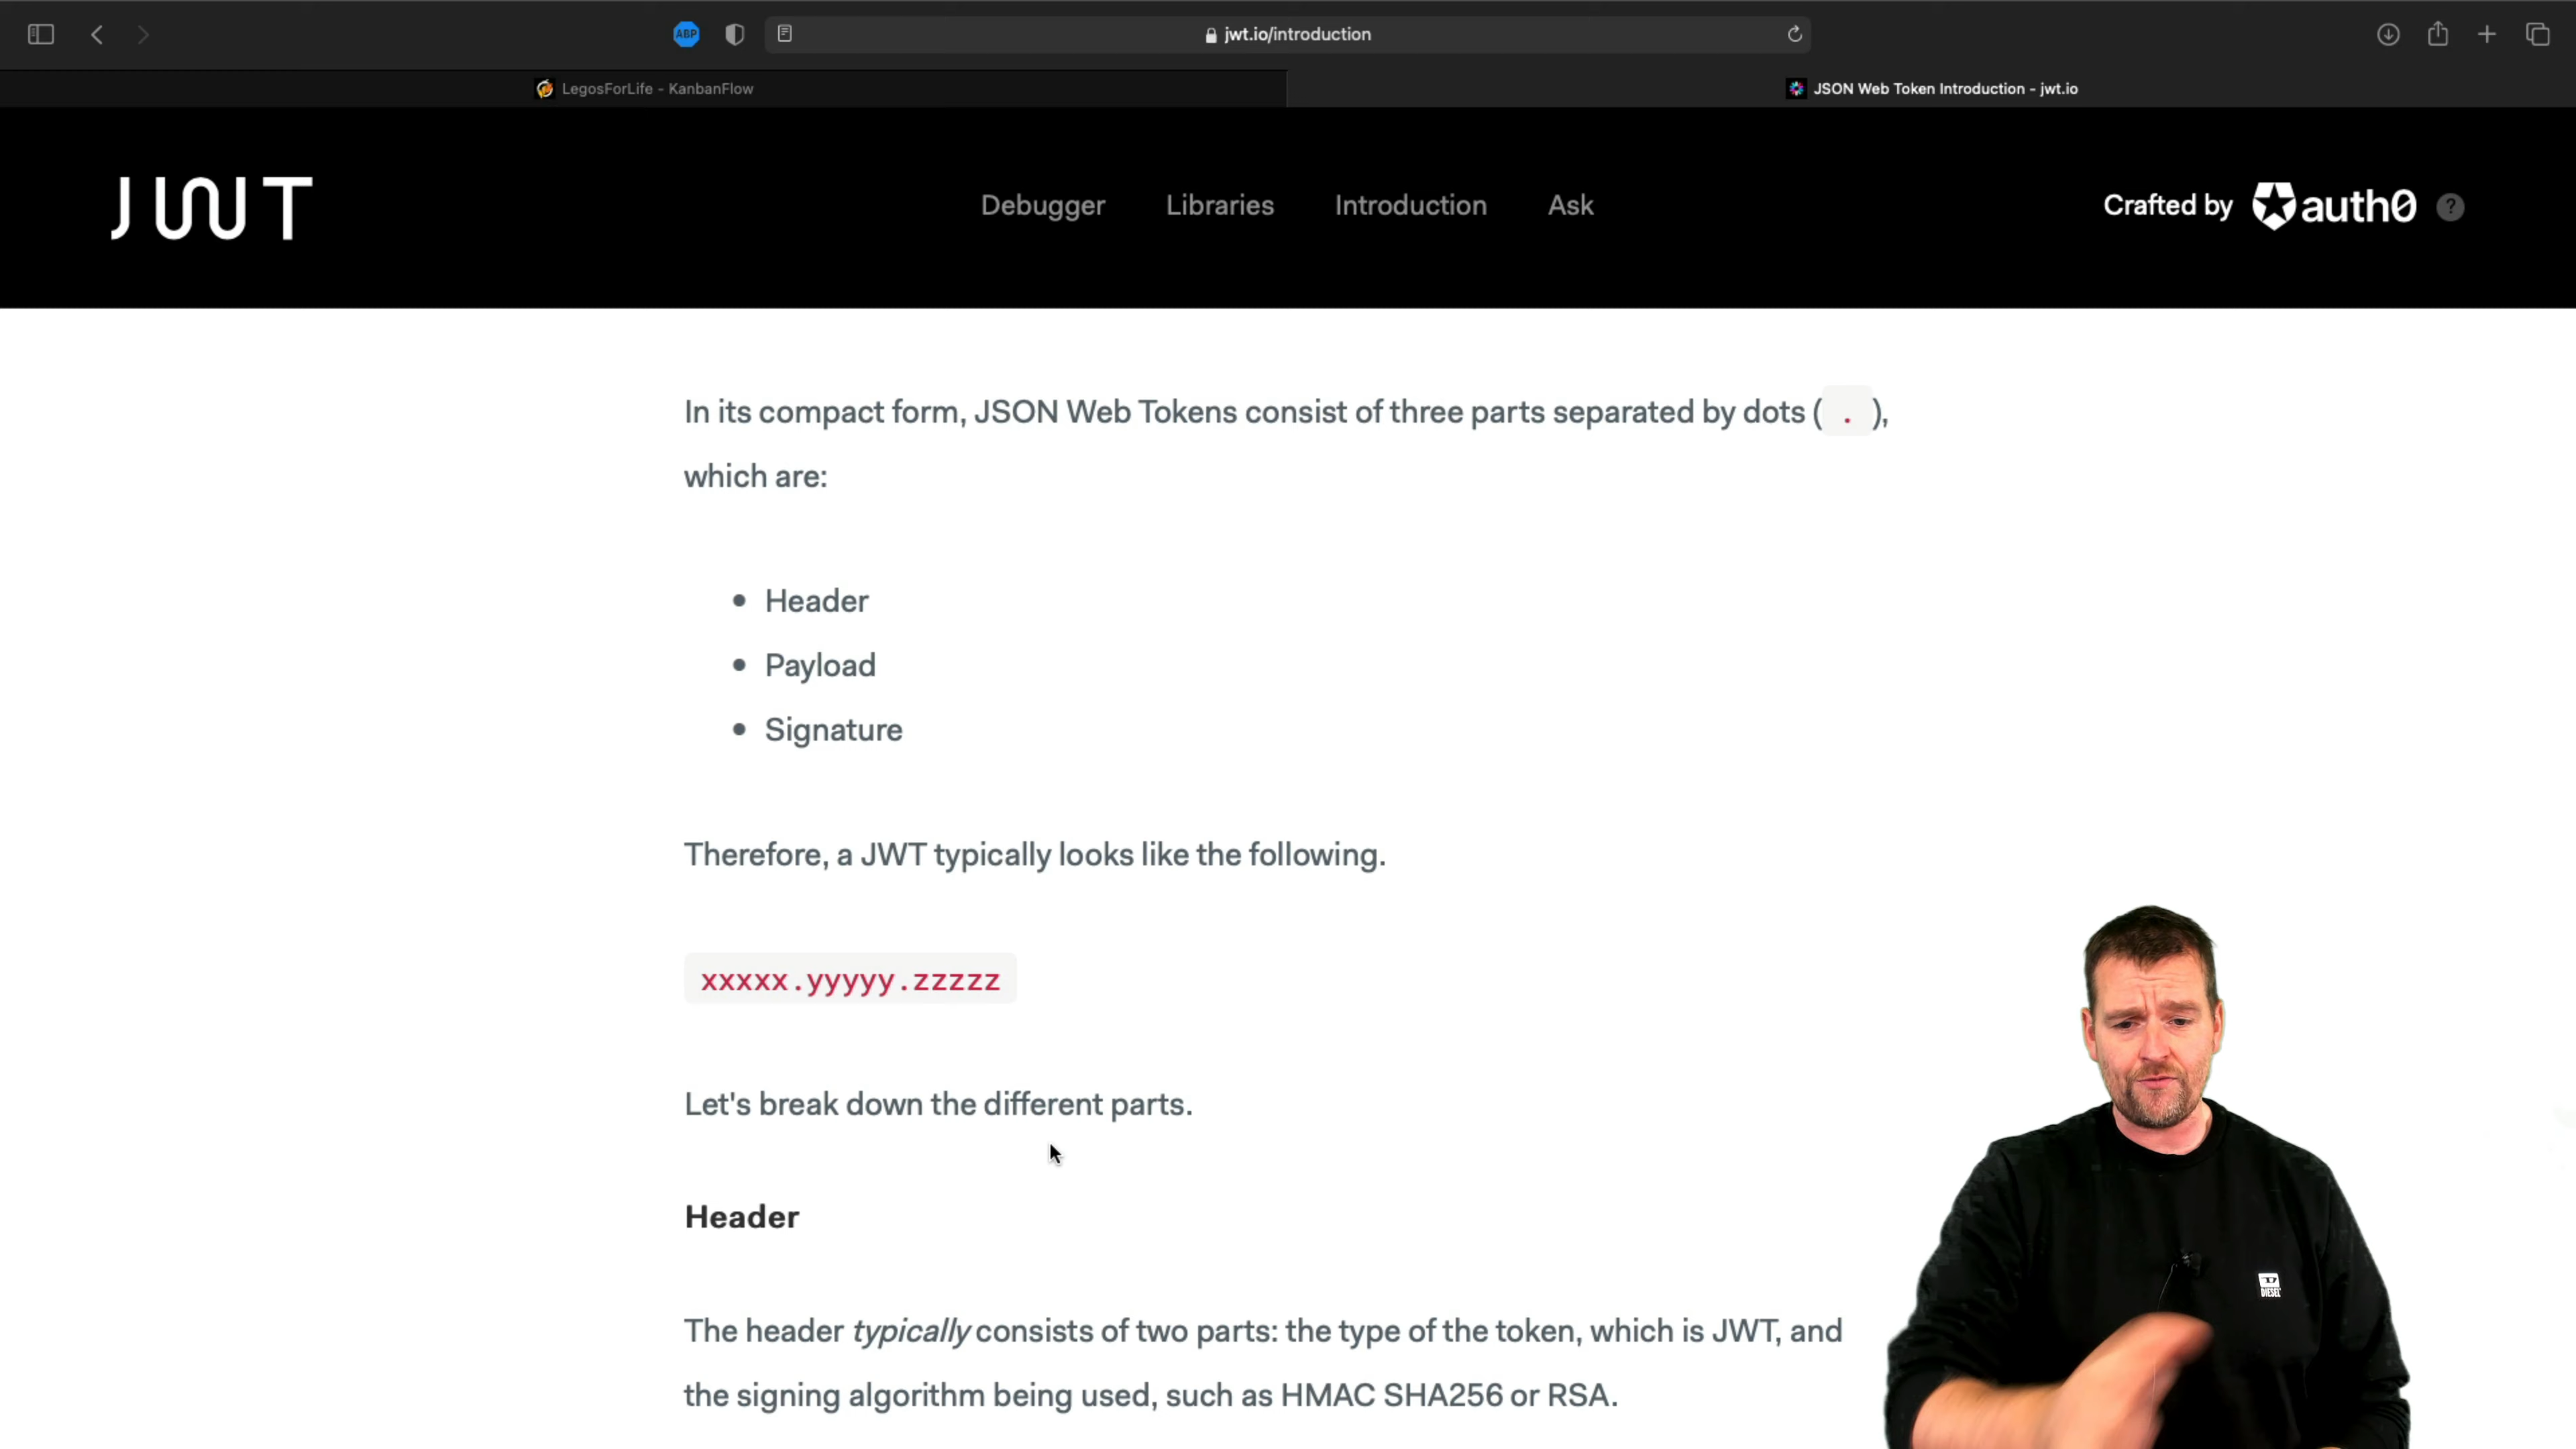 ABP
jwt.io/introduction
LegosForLife - KanbanFlow
JSON Web Token Introduction - jwt.io
JWT
Debugger
Libraries
Introduction
Ask
Crafted by auth0 ?
In its compact form, JSON Web Tokens consist of three parts separated by dots ( . ),
which are:
• Header
• Payload
• Signature
Therefore, a JWT typically looks like the following.
xxxxx.yyyyy.zzzzz
Let's break down the different parts.
Header
The header typically consists of two parts: the type of the token, which is JWT, and
the signing algorithm being used, such as HMAC SHA256 or RSA.
D
DIESEL